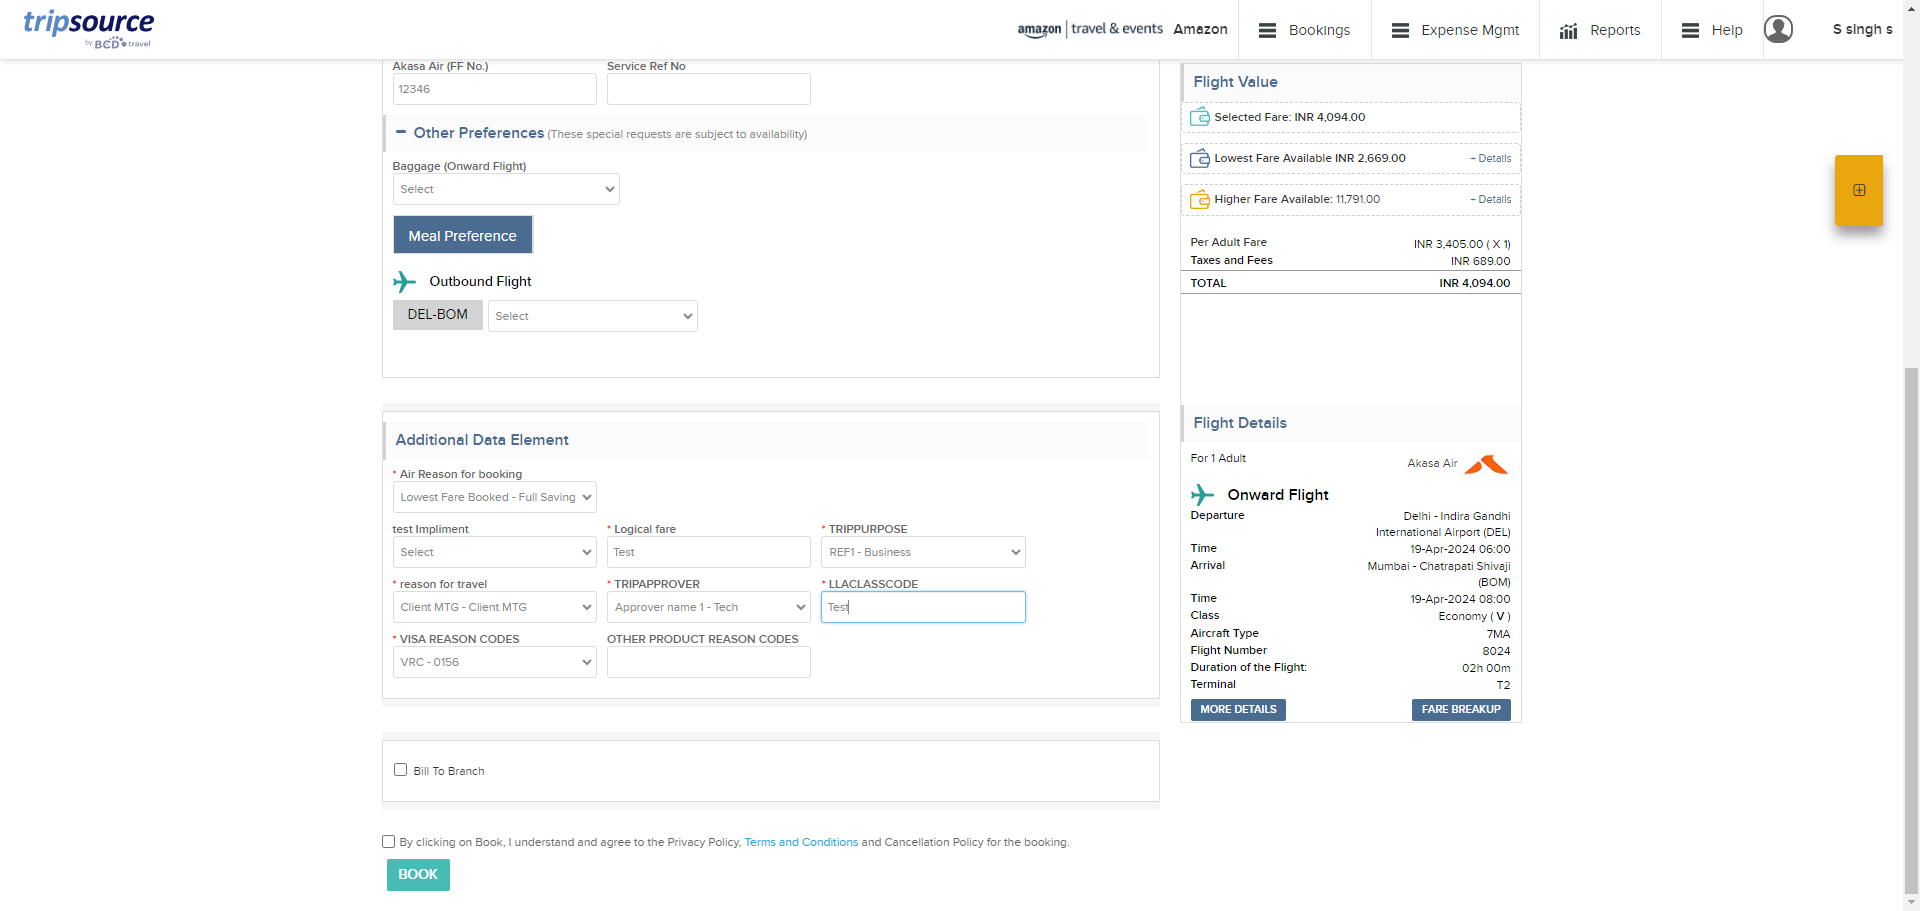 tripsource
by BCD travel
amazon | travel & events Amazon
Bookings
Expense Mgmt
Reports
Help
S singh s
Akasa Air (FF No.)
Service Ref No
12346
Other Preferences (These special requests are subject to availability)
Baggage (Onward Flight)
Select
Meal Preference
Outbound Flight
DEL-BOM
Select
Additional Data Element
* Air Reason for booking
Lowest Fare Booked - Full Saving
test Impliment
* Logical fare
* TRIPPURPOSE
Select
Test
REF1 - Business
* reason for travel
* TRIPAPPROVER
* LLACLASSCODE
Client MTG - Client MTG
Approver name 1 - Tech
Test
* VISA REASON CODES
OTHER PRODUCT REASON CODES
VRC - 0156
Bill To Branch
By clicking on Book, I understand and agree to the Privacy Policy, Terms and Conditions and Cancellation Policy for the booking.
BOOK
Flight Value
Selected Fare: INR 4,094.00
Lowest Fare Available INR 2,669.00 + Details
Higher Fare Available: 11,791.00 + Details
Per Adult Fare INR 3,405.00 ( X 1)
Taxes and Fees INR 689.00
TOTAL INR 4,094.00
Flight Details
For 1 Adult Akasa Air
Onward Flight
Departure Delhi - Indira Gandhi
International Airport (DEL)
Time 19-Apr-2024 06:00
Arrival Mumbai - Chatrapati Shivaji
(BOM)
Time 19-Apr-2024 08:00
Class Economy ( V )
Aircraft Type 7MA
Flight Number 8024
Duration of the Flight: 02h 00m
Terminal T2
MORE DETAILS FARE BREAKUP